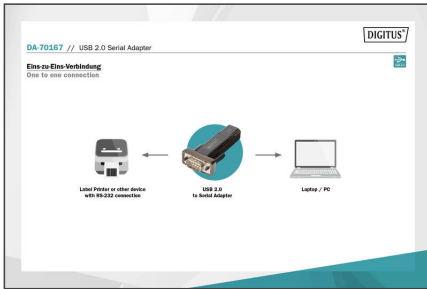 DIGITUS®
DA-70167 // USB 2.0 Serial Adapter
Eins-zu-Eins-Verbindung
One to one connection
Label Printer or other device
with RS-232 connection
USB 2.0
to Serial Adapter
Laptop / PC